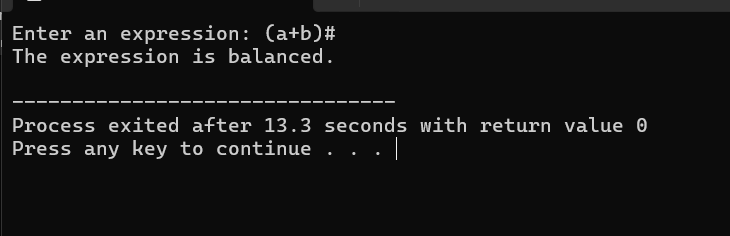 Enter an expression: (a+b)#
The expression is balanced.
--------------------------------
Process exited after 13.3 seconds with return value 0
Press any key to continue . . .